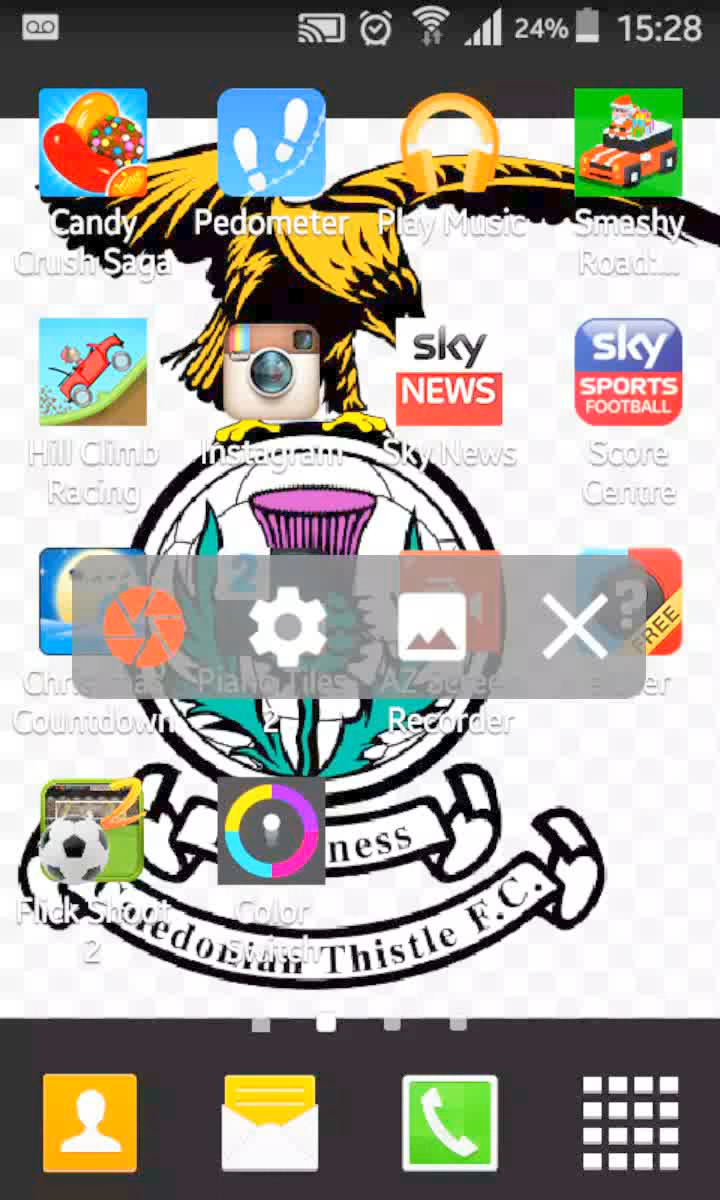 24% 15:28
Candy
Crush Saga
Pedometer
Play Music
Smashy
Road:...
sky
NEWS
sky
SPORTS
FOOTBALL
Hill Climb
Racing
Instagram
Sky News
Score
Centre
2
?
FREE
Countdown
Piano Tiles
2
AZ Screen
Recorder
2
ness
Flick Shoot
2
Color
Switch
Thistle F.C.